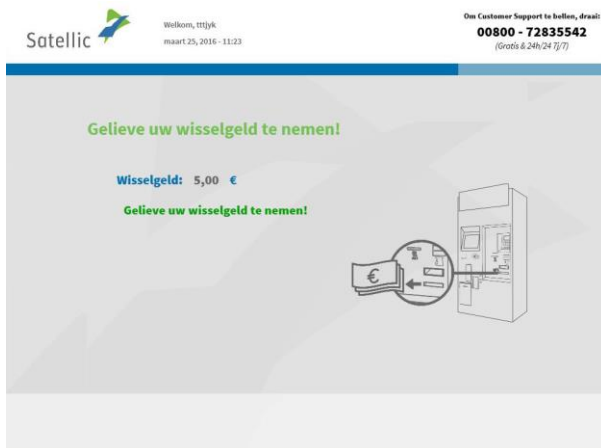 Satellic
Welkom, tttjyk
maart 25, 2016 - 11:23
Om Customer Support te bellen, draai:
00800 - 72835542
(Gratis & 24h/24 7j/7)
Gelieve uw wisselgeld te nemen!
Wisselgeld: 5,00 €
Gelieve uw wisselgeld te nemen!
€